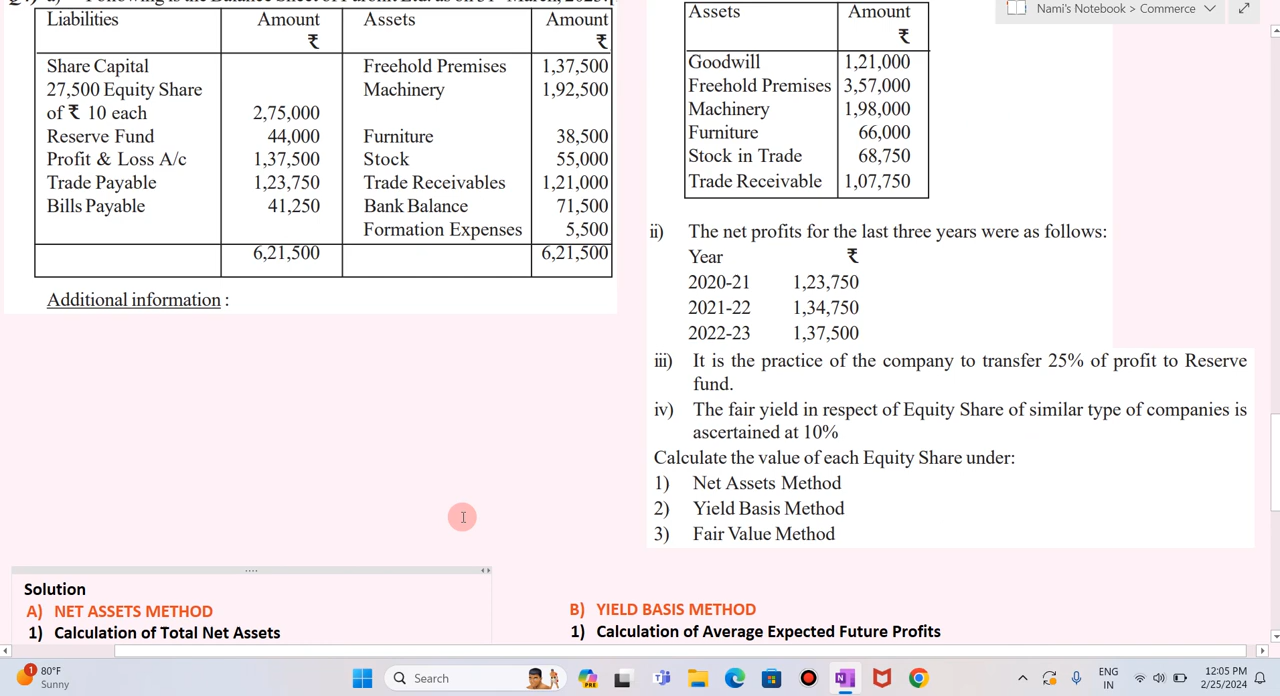 Liabilities Amount Assets Amount
₹ ₹
Share Capital Freehold Premises 1,37,500
27,500 Equity Share Machinery 1,92,500
of ₹ 10 each 2,75,000
Reserve Fund 44,000 Furniture 38,500
Profit & Loss A/c 1,37,500 Stock 55,000
Trade Payable 1,23,750 Trade Receivables 1,21,000
Bills Payable 41,250 Bank Balance 71,500
Formation Expenses 5,500
6,21,500 6,21,500
Additional information :
Nami's Notebook > Commerce
Assets Amount
₹
Goodwill 1,21,000
Freehold Premises 3,57,000
Machinery 1,98,000
Furniture 66,000
Stock in Trade 68,750
Trade Receivable 1,07,750
ii) The net profits for the last three years were as follows:
Year ₹
2020-21 1,23,750
2021-22 1,34,750
2022-23 1,37,500
iii) It is the practice of the company to transfer 25% of profit to Reserve
fund.
iv) The fair yield in respect of Equity Share of similar type of companies is
ascertained at 10%
Calculate the value of each Equity Share under:
1) Net Assets Method
2) Yield Basis Method
3) Fair Value Method
Solution
A) NET ASSETS METHOD
1) Calculation of Total Net Assets
B) YIELD BASIS METHOD
1) Calculation of Average Expected Future Profits
1
80°F
Sunny
Search
PRE
ENG
IN
12:05 PM
2/25/2024